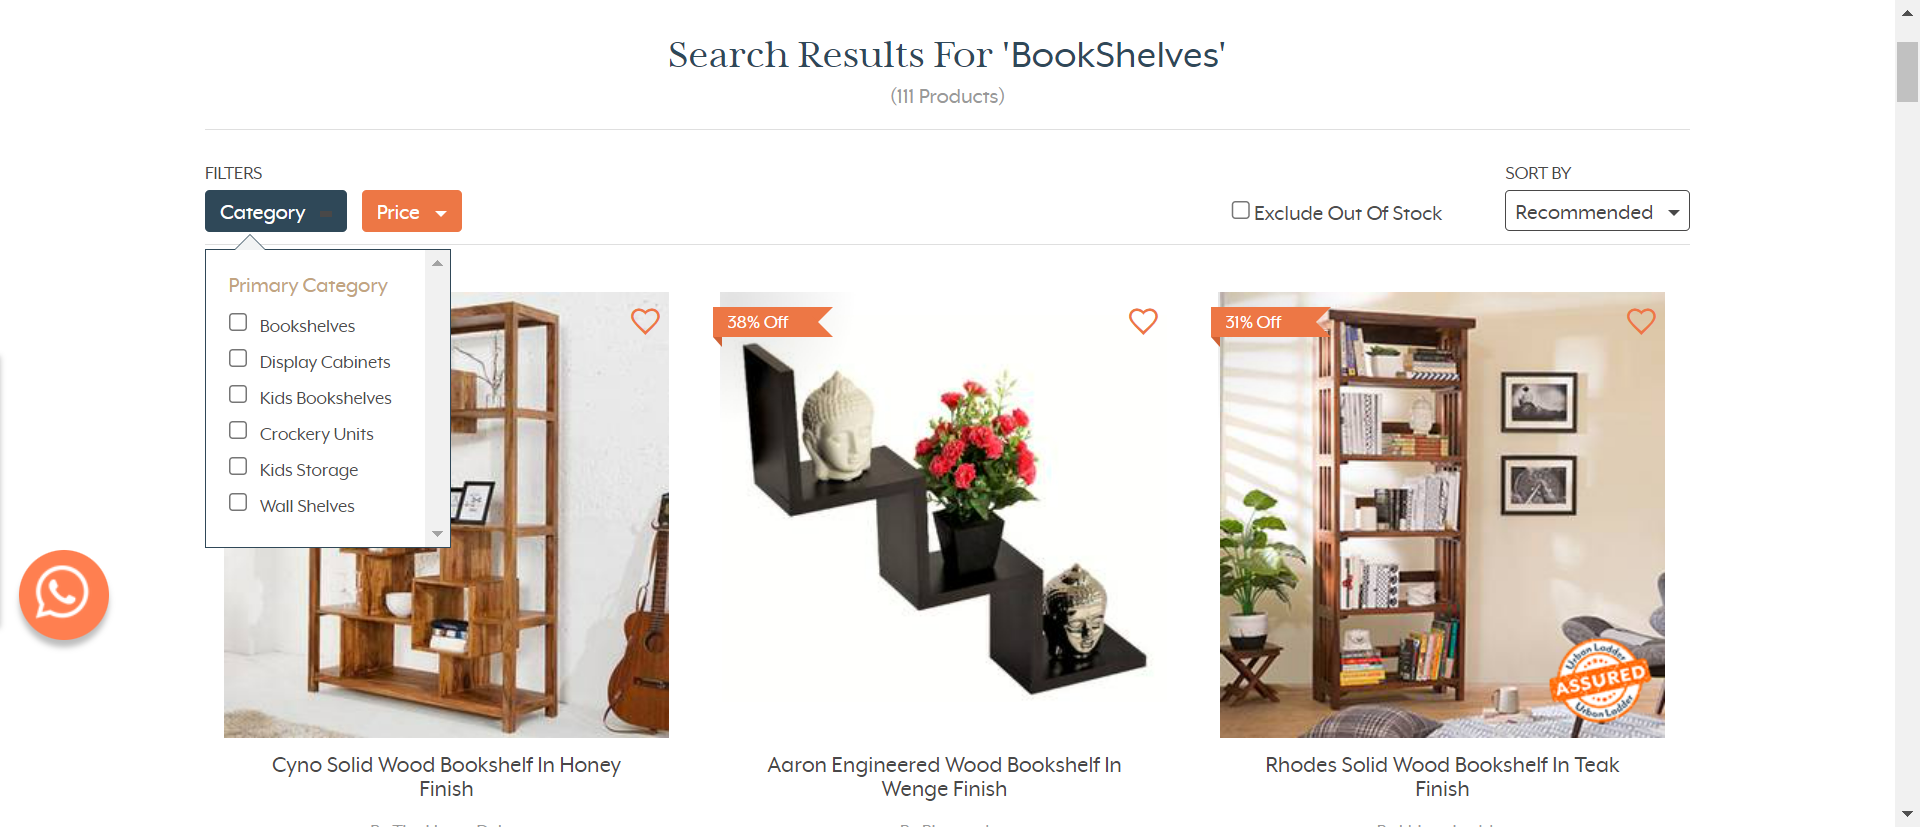 Search Results For 'BookShelves'
(111 Products)
FILTERS
SORT BY
Category
Price
Exclude Out Of Stock
Recommended
Primary Category
Bookshelves
Display Cabinets
Kids Bookshelves
Crockery Units
Kids Storage
Wall Shelves
38% Off
31% Off
Urban Ladder
ASSURED
Urban Ladder
Cyno Solid Wood Bookshelf In Honey
Finish
Aaron Engineered Wood Bookshelf In
Wenge Finish
Rhodes Solid Wood Bookshelf In Teak
Finish